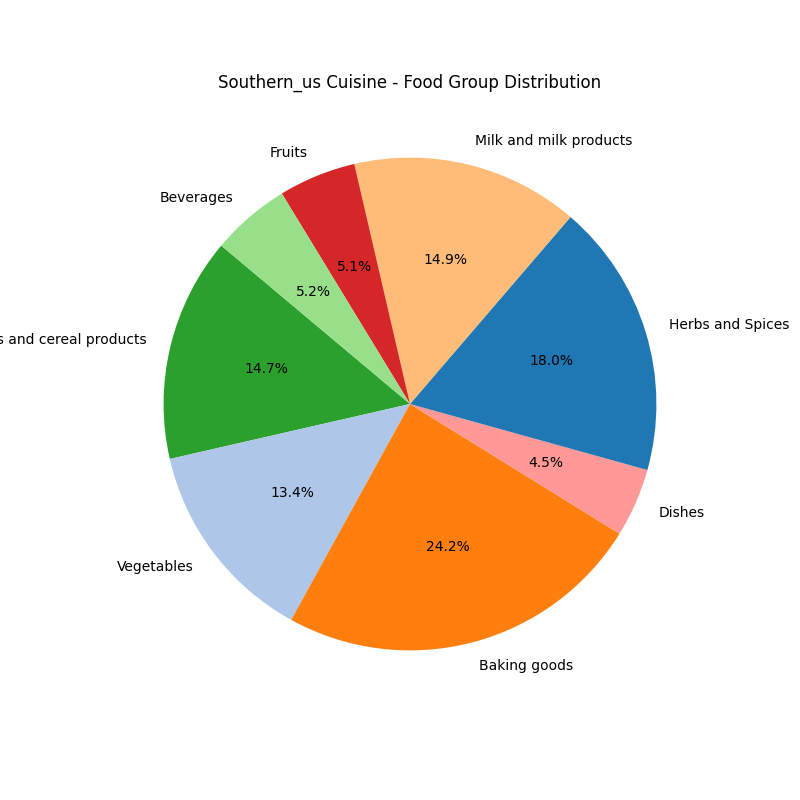 Southern_us Cuisine - Food Group Distribution
Milk and milk products
Fruits
Beverages
and cereal products
Herbs and Spices
Vegetables
Dishes
Baking goods
14.9%
5.1%
5.2%
14.7%
18.0%
13.4%
4.5%
24.2%